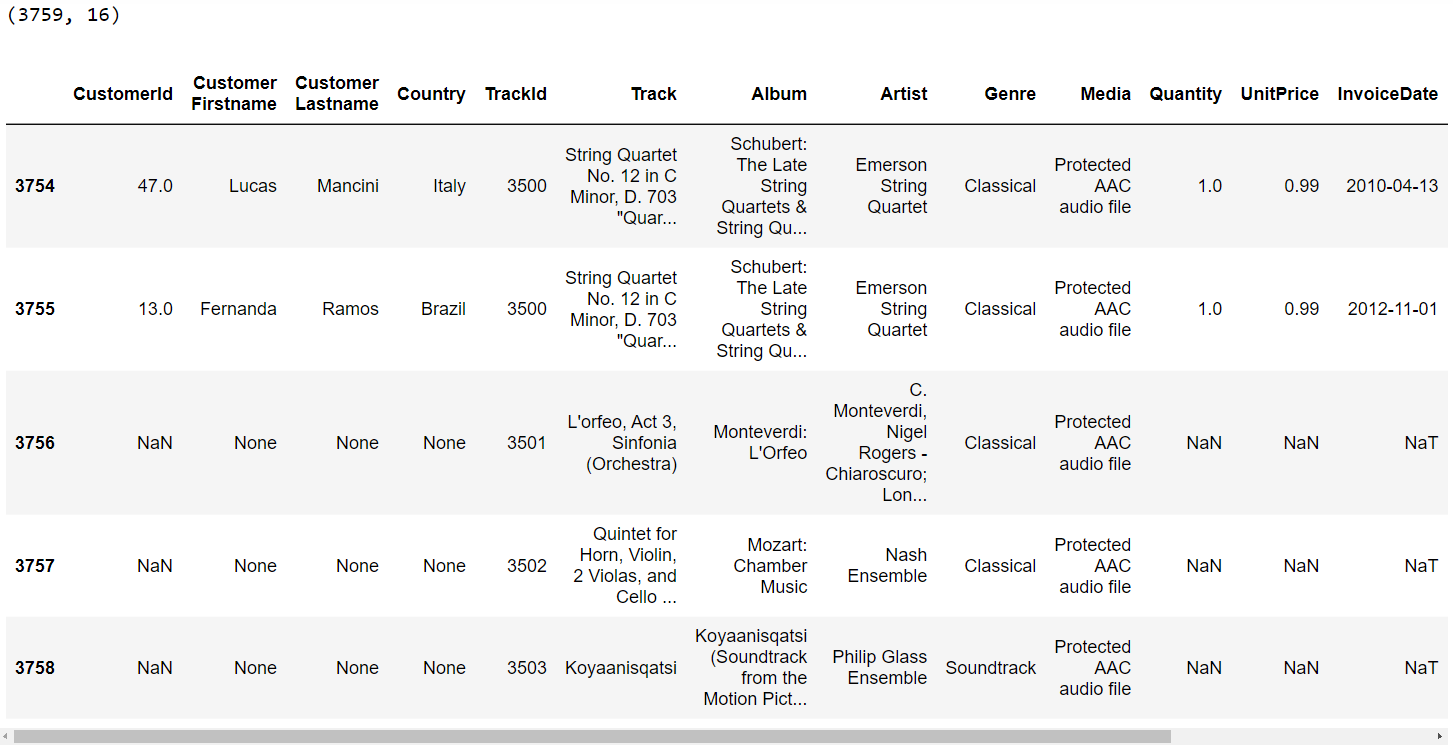 (3759, 16)
CustomerId Customer Firstname Customer Lastname Country TrackId Track Album Artist Genre Media Quantity UnitPrice InvoiceDate
3754 47.0 Lucas Mancini Italy 3500 String Quartet No. 12 in C Minor, D. 703 "Quar... Schubert: The Late String Quartets & String Qu... Emerson String Quartet Classical Protected AAC audio file 1.0 0.99 2010-04-13
3755 13.0 Fernanda Ramos Brazil 3500 String Quartet No. 12 in C Minor, D. 703 "Quar... Schubert: The Late String Quartets & String Qu... Emerson String Quartet Classical Protected AAC audio file 1.0 0.99 2012-11-01
3756 NaN None None None 3501 L'orfeo, Act 3, Sinfonia (Orchestra) Monteverdi: L'Orfeo C. Monteverdi, Nigel Rogers - Chiaroscuro; Lon... Classical Protected AAC audio file NaN NaN NaT
3757 NaN None None None 3502 Quintet for Horn, Violin, 2 Violas, and Cello ... Mozart: Chamber Music Nash Ensemble Classical Protected AAC audio file NaN NaN NaT
3758 NaN None None None 3503 Koyaanisqatsi Koyaanisqatsi (Soundtrack from the Motion Pict... Philip Glass Ensemble Soundtrack Protected AAC audio file NaN NaN NaT